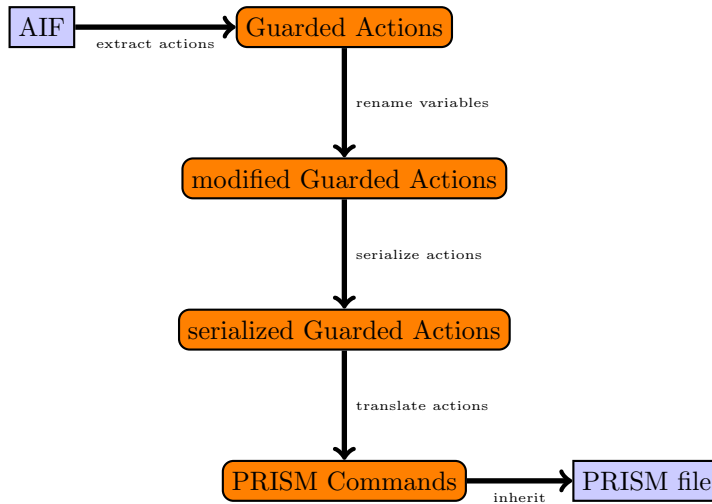 AIF
extract actions
Guarded Actions
rename variables
modified Guarded Actions
serialize actions
serialized Guarded Actions
translate actions
PRISM Commands
inherit
PRISM file